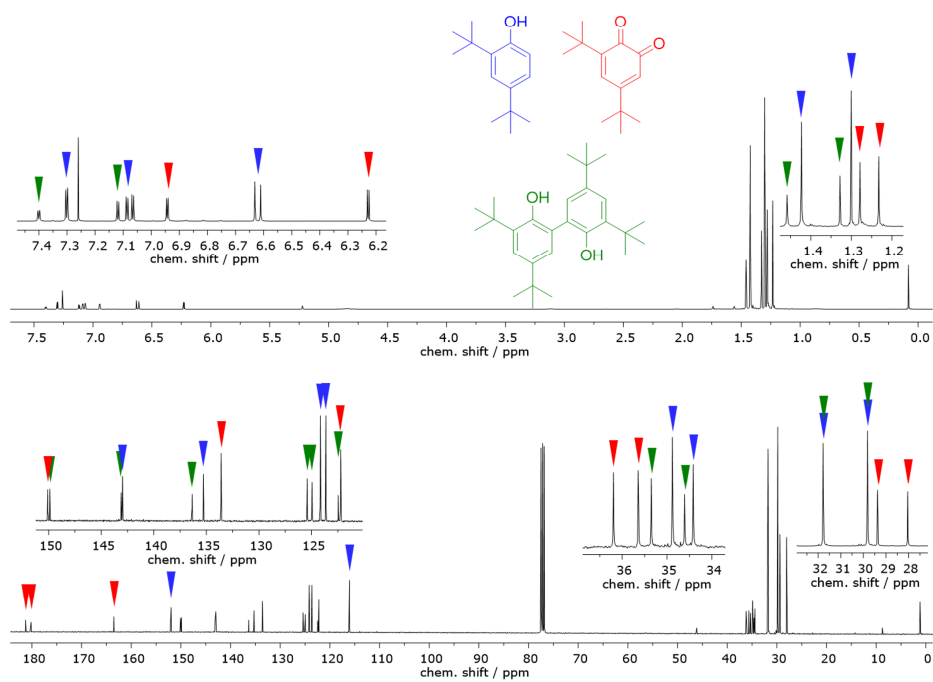 OH
O
O
OH
OH
7.4 7.3 7.2 7.1 7.0 6.9 6.8 6.7 6.6 6.5 6.4 6.3 6.2
chem. shift / ppm
1.4 1.3 1.2
chem. shift / ppm
7.5 7.0 6.5 6.0 5.5 5.0 4.5 4.0 3.5 3.0 2.5 2.0 1.5 1.0 0.5 0.0
chem. shift / ppm
150 145 140 135 130 125
chem. shift / ppm
36 35 34
chem. shift / ppm
32 31 30 29 28
chem. shift / ppm
180 170 160 150 140 130 120 110 100 90 80 70 60 50 40 30 20 10 0
chem. shift / ppm